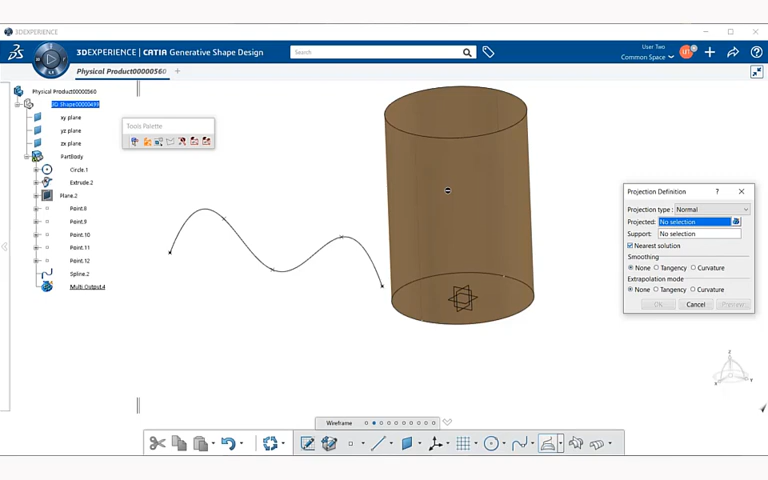 3DEXPERIENCE
3DEXPERIENCE | CATIA Generative Shape Design
Search
User Two
Common Space
Physical Product00000560
Physical Product00000560
3D Shape00000499
xy plane
yz plane
zx plane
PartBody
Circle.1
Extrude.2
Plane.2
Point.8
Point.9
Point.10
Point.11
Point.12
Spline.2
Multi Output.4
Tools Palette
Projection Definition
Projection type : Normal
Projected: No selection
Support: No selection
Nearest solution
Smoothing
None Tangency Curvature
Extrapolation mode
None Tangency Curvature
Ok Cancel Preview
Wireframe